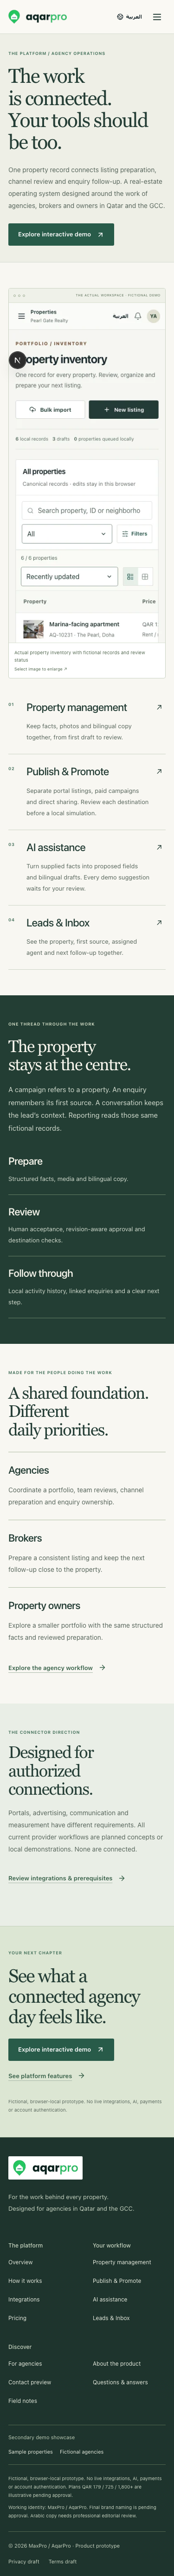 aqarpro
العربية
THE PLATFORM / AGENCY OPERATIONS
The work
is connected.
Your tools should
be too.
One property record connects listing preparation,
channel review and enquiry follow-up. A real-estate
operating system designed around the work of
agencies, brokers and owners in Qatar and the GCC.
Explore interactive demo
THE ACTUAL WORKSPACE · FICTIONAL DEMO
Properties
Pearl Gate Realty
العربية
YA
PORTFOLIO / INVENTORY
N
operty inventory
One record for every property. Review, organize and
prepare your next listing.
Bulk import
New listing
6 local records 3 drafts 6 properties queued locally
All properties
Canonical records · edits stay in this browser
Search property, ID or neighborho
All
Filters
6 / 6 properties
Recently updated
Property
Price
Marina-facing apartment
AQ-10231 · The Pearl, Doha
QAR 1
Rent /
Actual property inventory with fictional records and review
status
Select image to enlarge ↗
01
Property management
Keep facts, photos and bilingual copy
together, from first draft to review.
02
Publish & Promote
Separate portal listings, paid campaigns
and direct sharing. Review each destination
before a local simulation.
03
AI assistance
Turn supplied facts into proposed fields
and bilingual drafts. Every demo suggestion
waits for your review.
04
Leads & Inbox
See the property, first source, assigned
agent and next follow-up together.
ONE THREAD THROUGH THE WORK
The property
stays at the centre.
A campaign refers to a property. An enquiry
remembers its first source. A conversation keeps
the lead's context. Reporting reads those same
fictional records.
Prepare
Structured facts, media and bilingual copy.
Review
Human acceptance, revision-aware approval and
destination checks.
Follow through
Local activity history, linked enquiries and a clear next
step.
MADE FOR THE PEOPLE DOING THE WORK
A shared foundation.
Different
daily priorities.
Agencies
Coordinate a portfolio, team reviews, channel
preparation and enquiry ownership.
Brokers
Prepare a consistent listing and keep the next
follow-up close to the property.
Property owners
Explore a smaller portfolio with the same structured
facts and reviewed preparation.
Explore the agency workflow
THE CONNECTOR DIRECTION
Designed for
authorized
connections.
Portals, advertising, communication and
measurement have different requirements. All
current provider workflows are planned concepts or
local demonstrations. None are connected.
Review integrations & prerequisites
YOUR NEXT CHAPTER
See what a
connected agency
day feels like.
Explore interactive demo
See platform features
Fictional, browser-local prototype. No live integrations, AI, payments
or account authentication.
aqarpro
For the work behind every property.
Designed for agencies in Qatar and the GCC.
The platform
Overview
How it works
Integrations
Pricing
Your workflow
Property management
Publish & Promote
AI assistance
Leads & Inbox
Discover
For agencies
Contact preview
Field notes
About the product
Questions & answers
Secondary demo showcase
Sample properties Fictional agencies
Fictional, browser-local prototype. No live integrations, AI, payments
or account authentication. Plans QAR 179 / 725 / 1,800+ are
illustrative pending approval.
Working identity: MaxPro / AqarPro. Final brand naming is pending
approval. Arabic copy needs professional editorial review.
© 2026 MaxPro / AqarPro · Product prototype
Privacy draft Terms draft